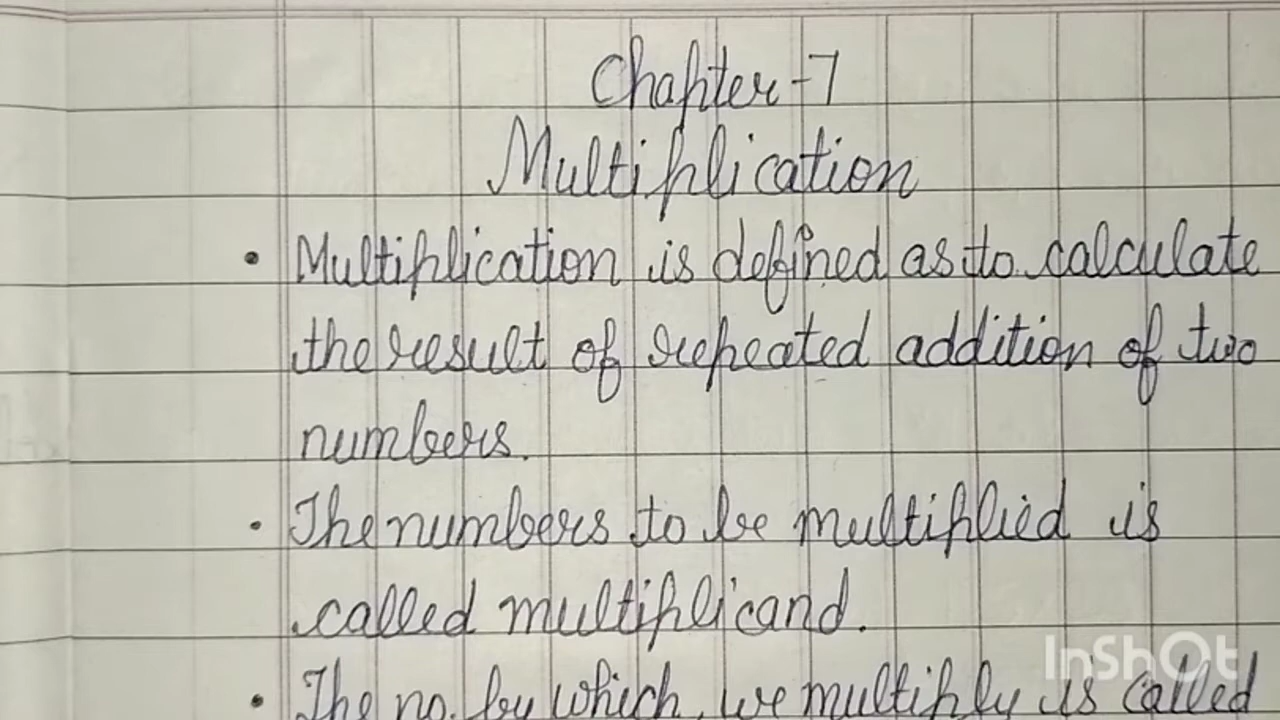 Chapter-7
Multiplication
• Multiplication is defined as to calculate
the result of repeated addition of two
numbers.
• The numbers to be multiplied is
called multiplicand.
• The no. by which we multiply is called
InShOt